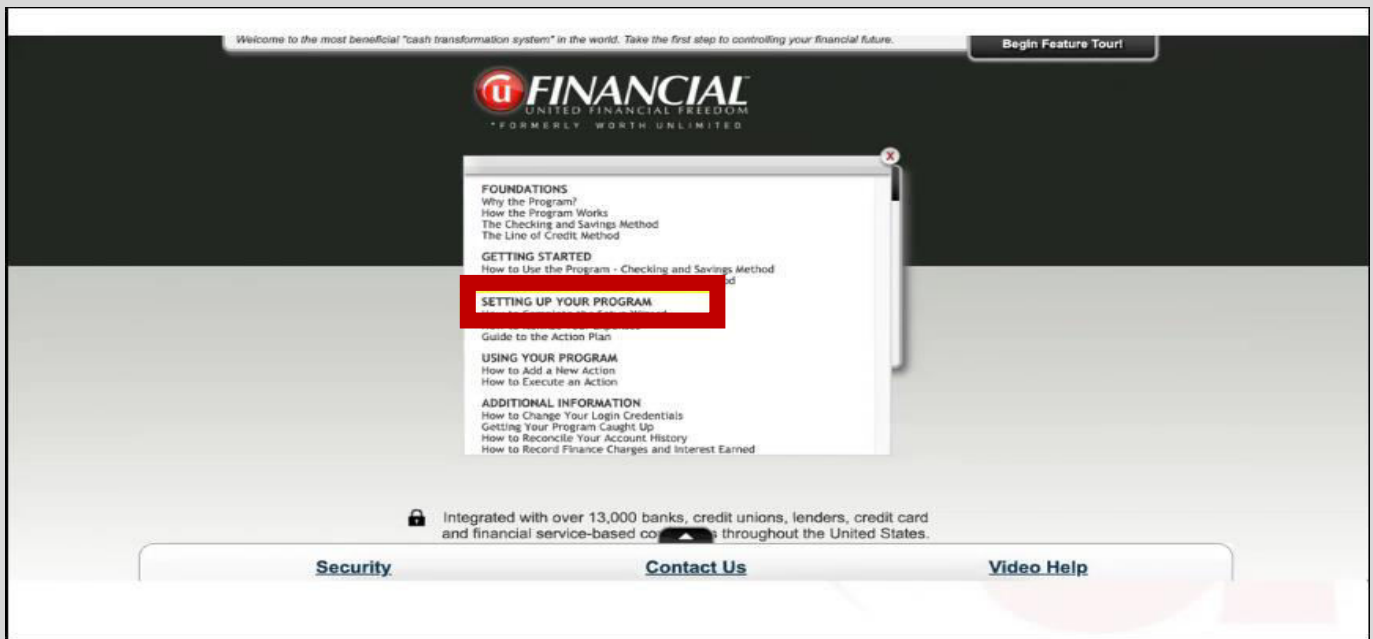 Welcome to the most beneficial "cash transformation system" in the world. Take the first step to controlling your financial future.
Begin Feature Tour!
u FINANCIAL
UNITED FINANCIAL FREEDOM
*FORMERLY WORTH UNLIMITED
X
FOUNDATIONS
Why the Program?
How the Program Works
The Checking and Savings Method
The Line of Credit Method
GETTING STARTED
How to Use the Program - Checking and Savings Method
SETTING UP YOUR PROGRAM
How to Complete the Setup Wizard
Guide to the Action Plan
USING YOUR PROGRAM
How to Add a New Action
How to Execute an Action
ADDITIONAL INFORMATION
How to Change Your Login Credentials
Getting Your Program Caught Up
How to Reconcile Your Account History
How to Record Finance Charges and Interest Earned
Integrated with over 13,000 banks, credit unions, lenders, credit card
and financial service-based throughout the United States.
Security
Contact Us
Video Help